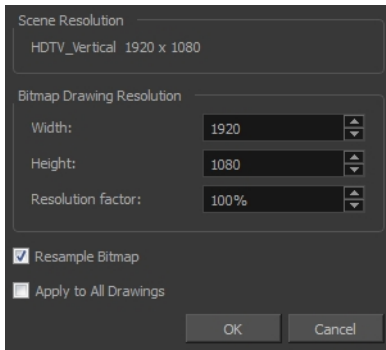 Scene Resolution
HDTV_Vertical 1920 x 1080
Bitmap Drawing Resolution
Width: 1920
Height: 1080
Resolution factor: 100%
Resample Bitmap
Apply to All Drawings
OK Cancel